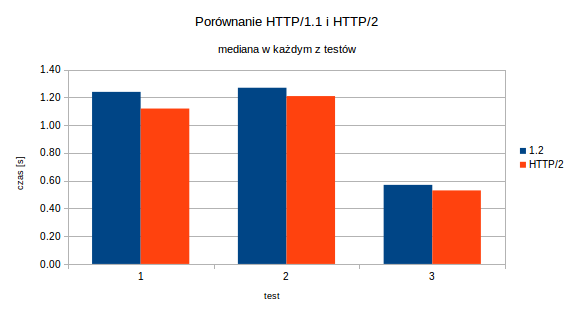 Porównanie HTTP/1.1 i HTTP/2
mediana w każdym z testów
1.40
1.20
1.00
0.80
0.60
0.40
0.20
0.00
czas [s]
1 2 3
test
1.2
HTTP/2